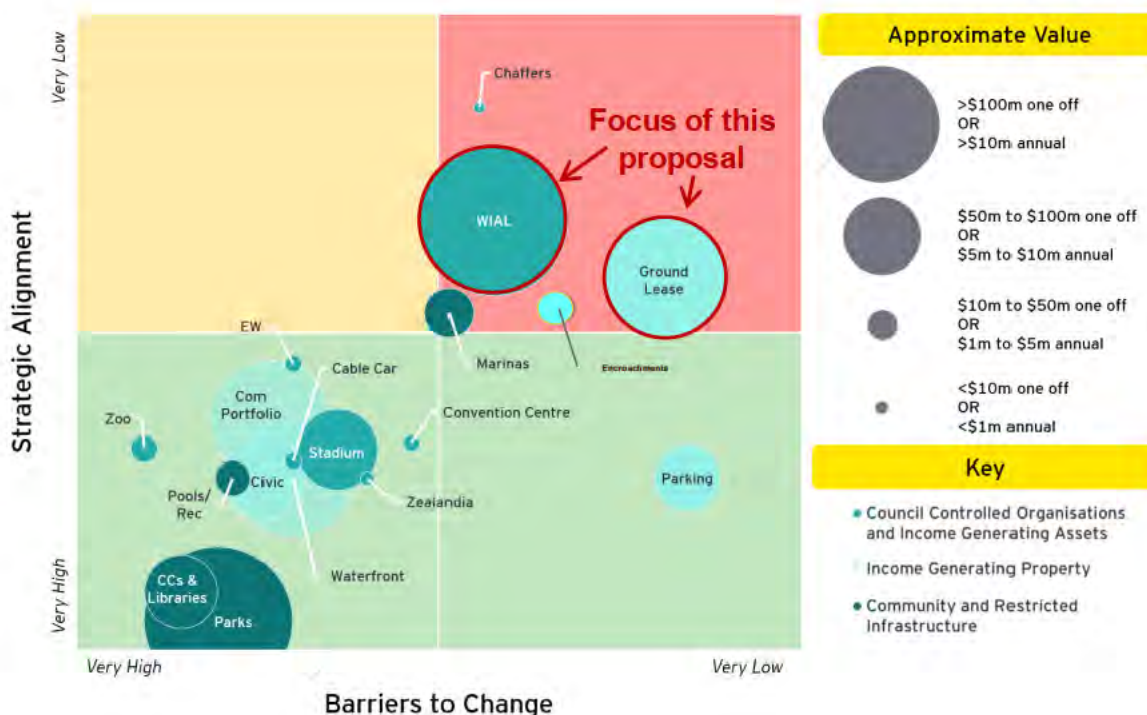 Very Low
Strategic Alignment
Very High
Chaffers
Focus of this
proposal
WIAL
Ground
Lease
EW
Cable Car
Marinas
Encroachments
Com
Portfolio
Zoo
Convention Centre
Stadium
Parking
Pools/
Rec
Civic
Zealandia
Waterfront
CCs &
Libraries
Parks
Very High
Very Low
Barriers to Change
Approximate Value
>$100m one off
OR
>$10m annual
$50m to $100m one off
OR
$5m to $10m annual
$10m to $50m one off
OR
$1m to $5m annual
<$10m one off
OR
<$1m annual
Key
Council Controlled Organisations
and Income Generating Assets
Income Generating Property
Community and Restricted
Infrastructure